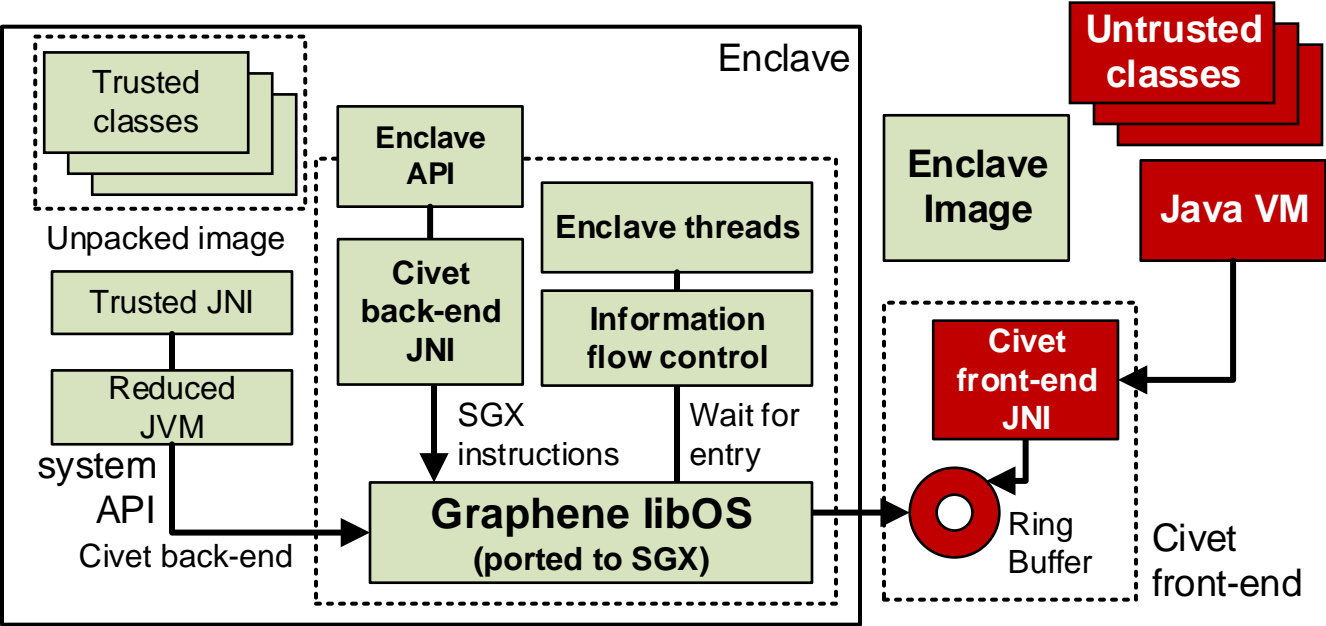 Enclave
Trusted
classes
Unpacked image
Trusted JNI
Reduced
JVM
system
API
Civet back-end
Enclave
API
Civet
back-end
JNI
SGX
instructions
Enclave threads
Information
flow control
Wait for
entry
Graphene libOS
(ported to SGX)
Enclave
Image
Untrusted
classes
Java VM
Civet
front-end
JNI
Ring
Buffer
Civet
front-end